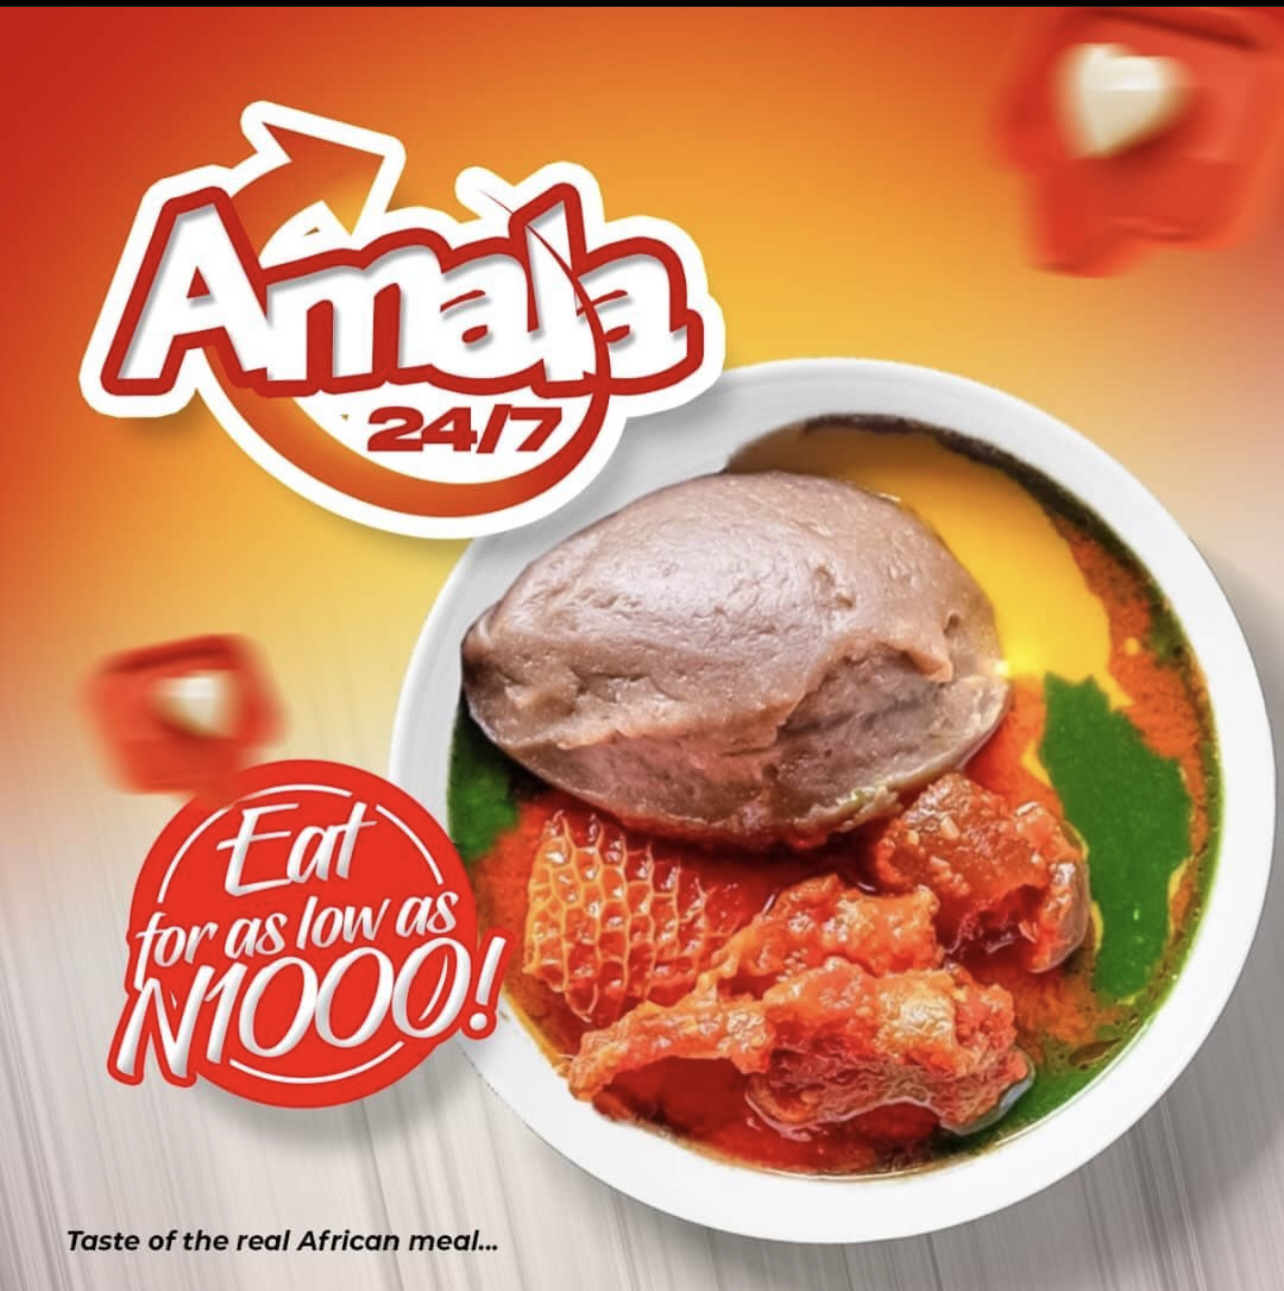 Amala
24/7
Eat
for as low as
N1000!
Taste of the real African meal...